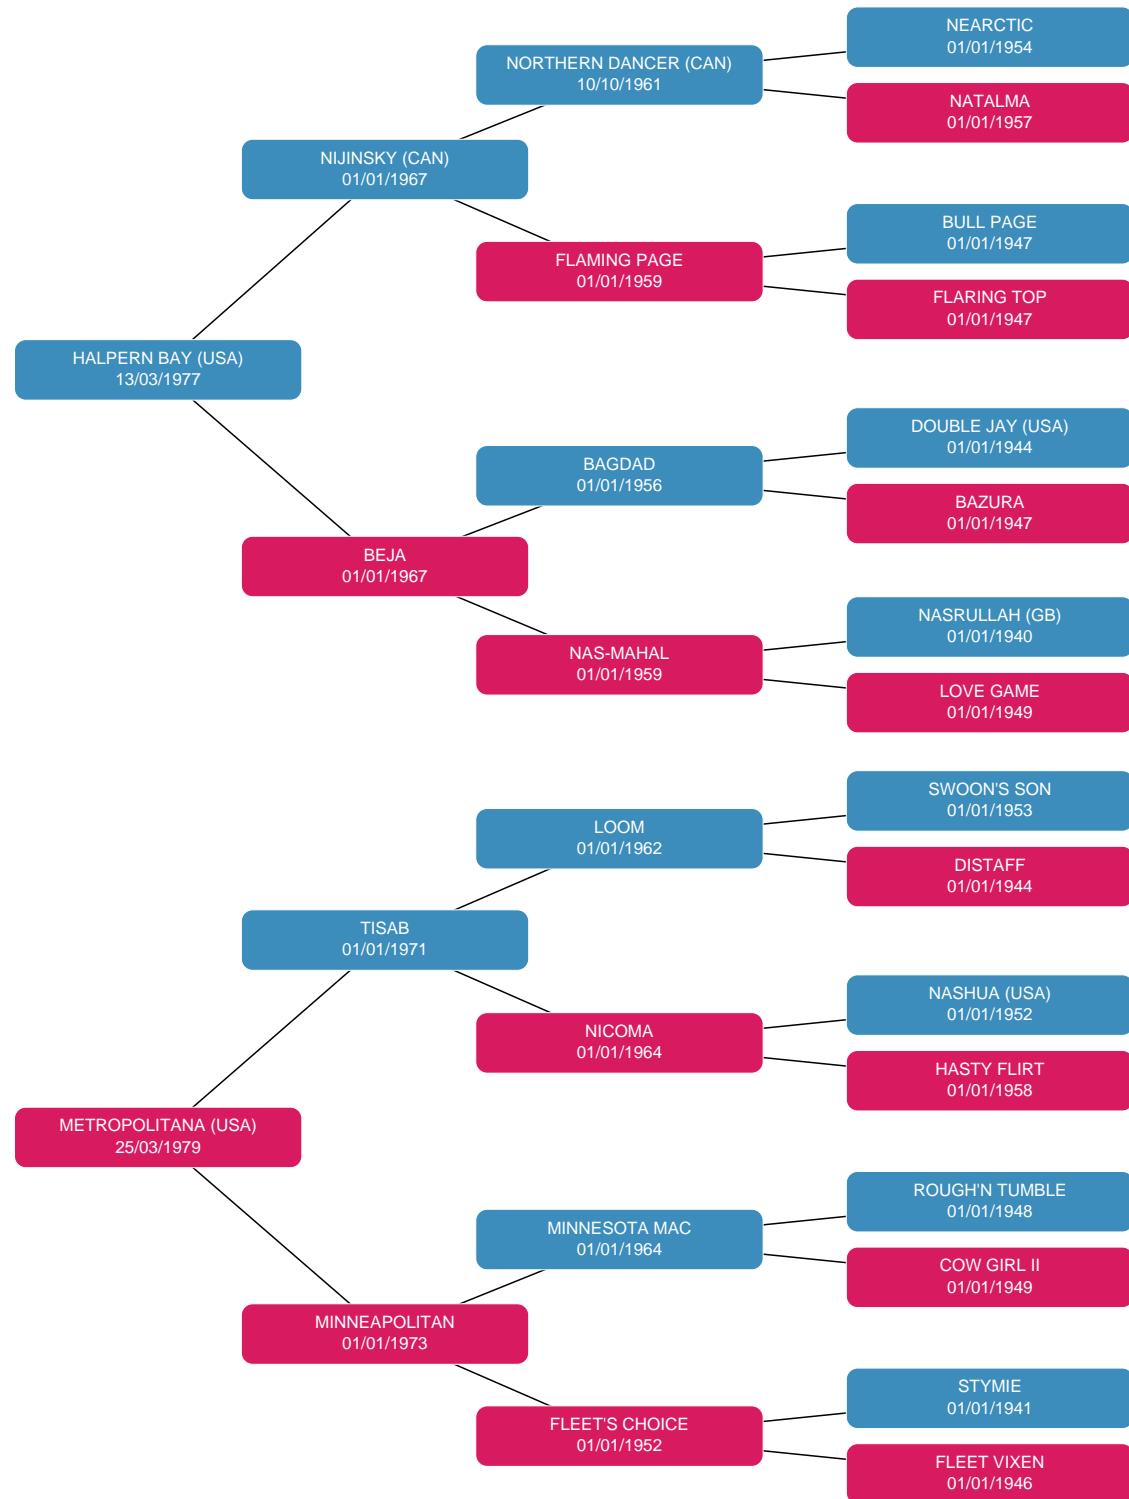 NEARCTIC
01/01/1954
NORTHERN DANCER (CAN)
10/10/1961
NATALMA
01/01/1957
NIJINSKY (CAN)
01/01/1967
BULL PAGE
01/01/1947
FLAMING PAGE
01/01/1959
FLARING TOP
01/01/1947
HALPERN BAY (USA)
13/03/1977
DOUBLE JAY (USA)
01/01/1944
BAGDAD
01/01/1956
BAZURA
01/01/1947
BEJA
01/01/1967
NASRULLAH (GB)
01/01/1940
NAS-MAHAL
01/01/1959
LOVE GAME
01/01/1949
SWOON'S SON
01/01/1953
LOOM
01/01/1962
DISTAFF
01/01/1944
TISAB
01/01/1971
NASHUA (USA)
01/01/1952
NICOMA
01/01/1964
HASTY FLIRT
01/01/1958
METROPOLITANA (USA)
25/03/1979
ROUGH'N TUMBLE
01/01/1948
MINNESOTA MAC
01/01/1964
COW GIRL II
01/01/1949
MINNEAPOLITAN
01/01/1973
STYMIE
01/01/1941
FLEET'S CHOICE
01/01/1952
FLEET VIXEN
01/01/1946